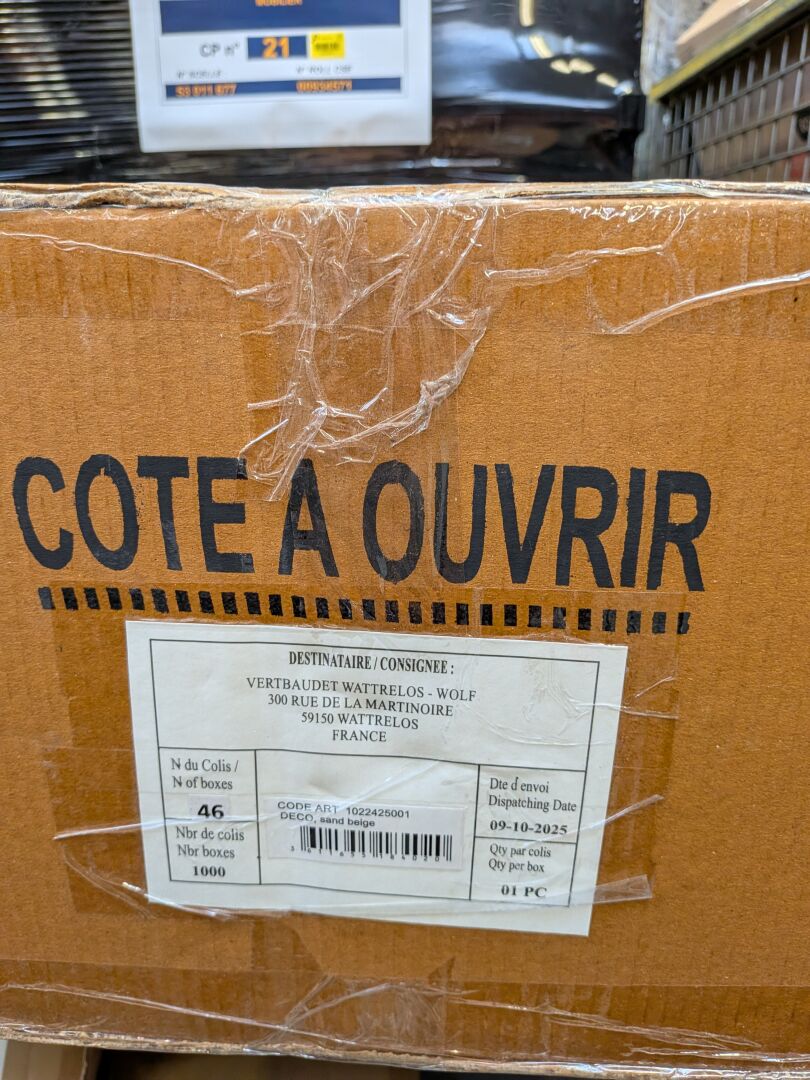 CP n° 21
COTE A OUVRIR
DESTINATAIRE / CONSIGNEE :
VERTBAUDET WATTRELOS - WOLF
300 RUE DE LA MARTINOIRE
59150 WATTRELOS
FRANCE
N du Colis /
N of boxes
46
Nbr de colis
Nbr boxes
1000
CODE ART 1022425001
DECO, sand beige
Dte d'envoi
Dispatching Date
09-10-2025
Qty par colis
Qty per box
01 PC